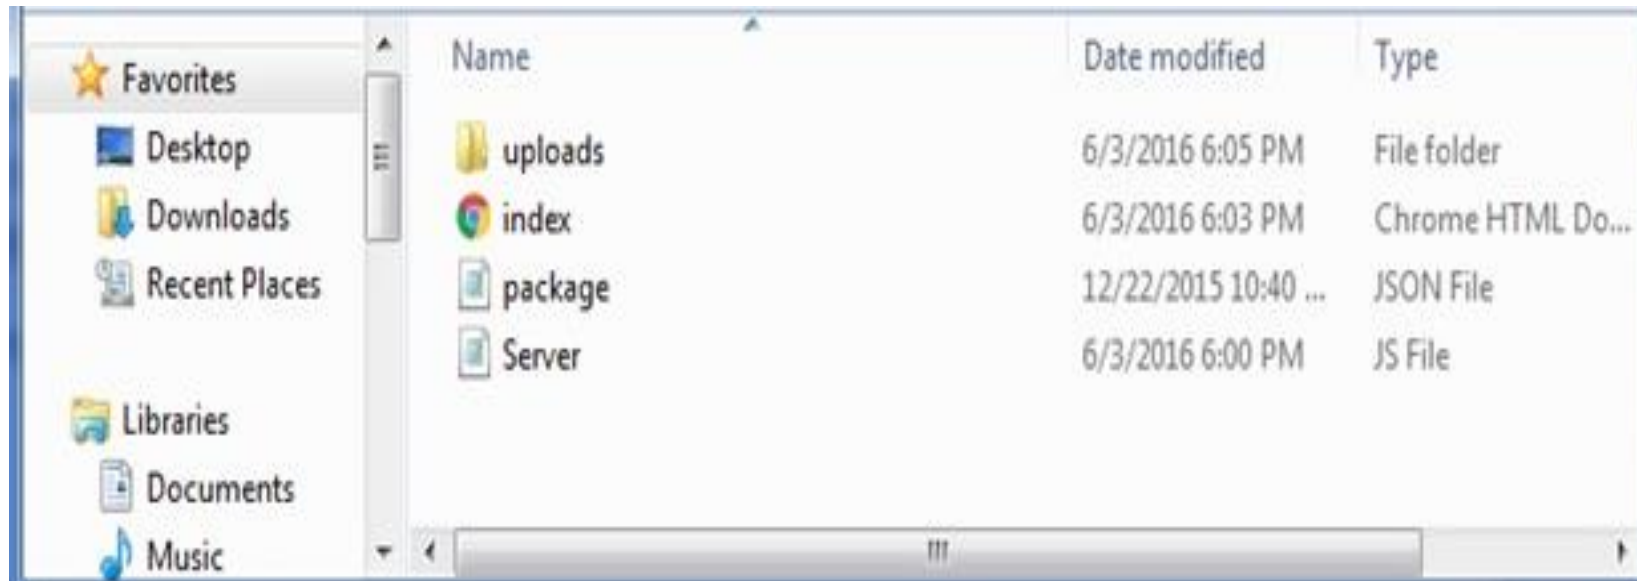 Favorites
Desktop
Downloads
Recent Places
Libraries
Documents
Music
Name Date modified Type
uploads 6/3/2016 6:05 PM File folder
index 6/3/2016 6:03 PM Chrome HTML Do...
package 12/22/2015 10:40 ... JSON File
Server 6/3/2016 6:00 PM JS File